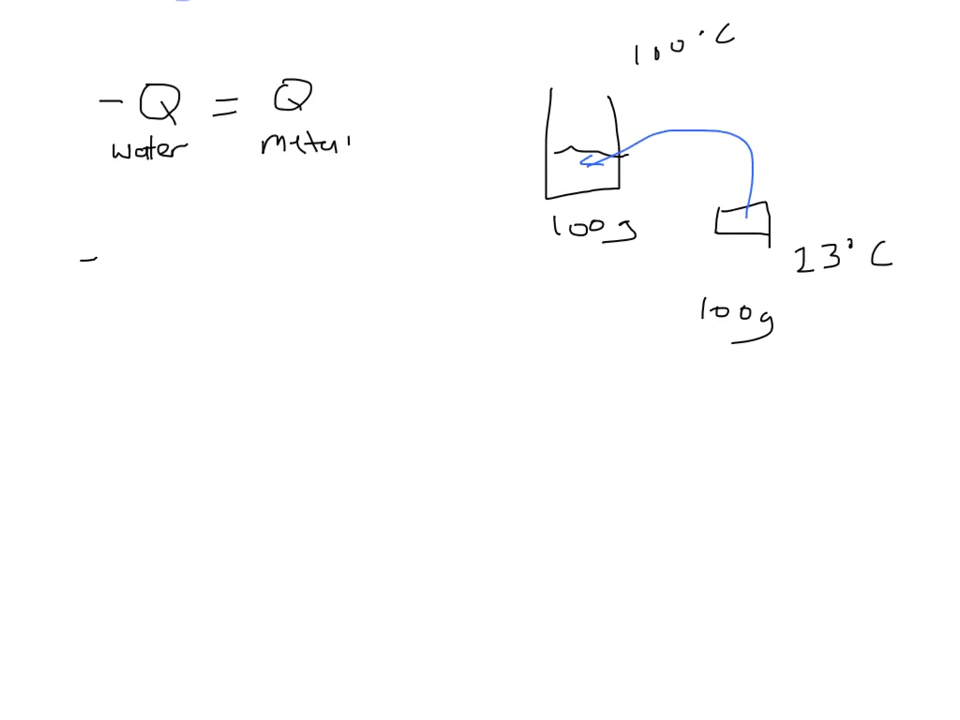 100°C
-Q = Q
water metal
100g
23°C
100g
-